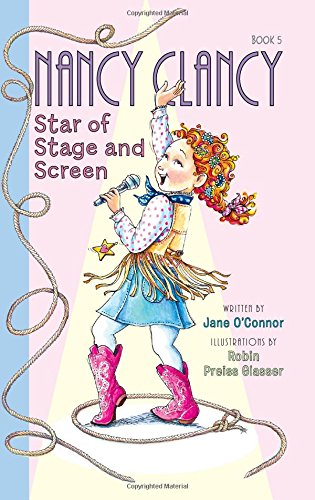 BOOK 5
NANCY CLANCY
Star of
Stage and
Screen
WRITTEN BY
Jane O'Connor
ILLUSTRATIONS BY
Robin
Preiss Glasser